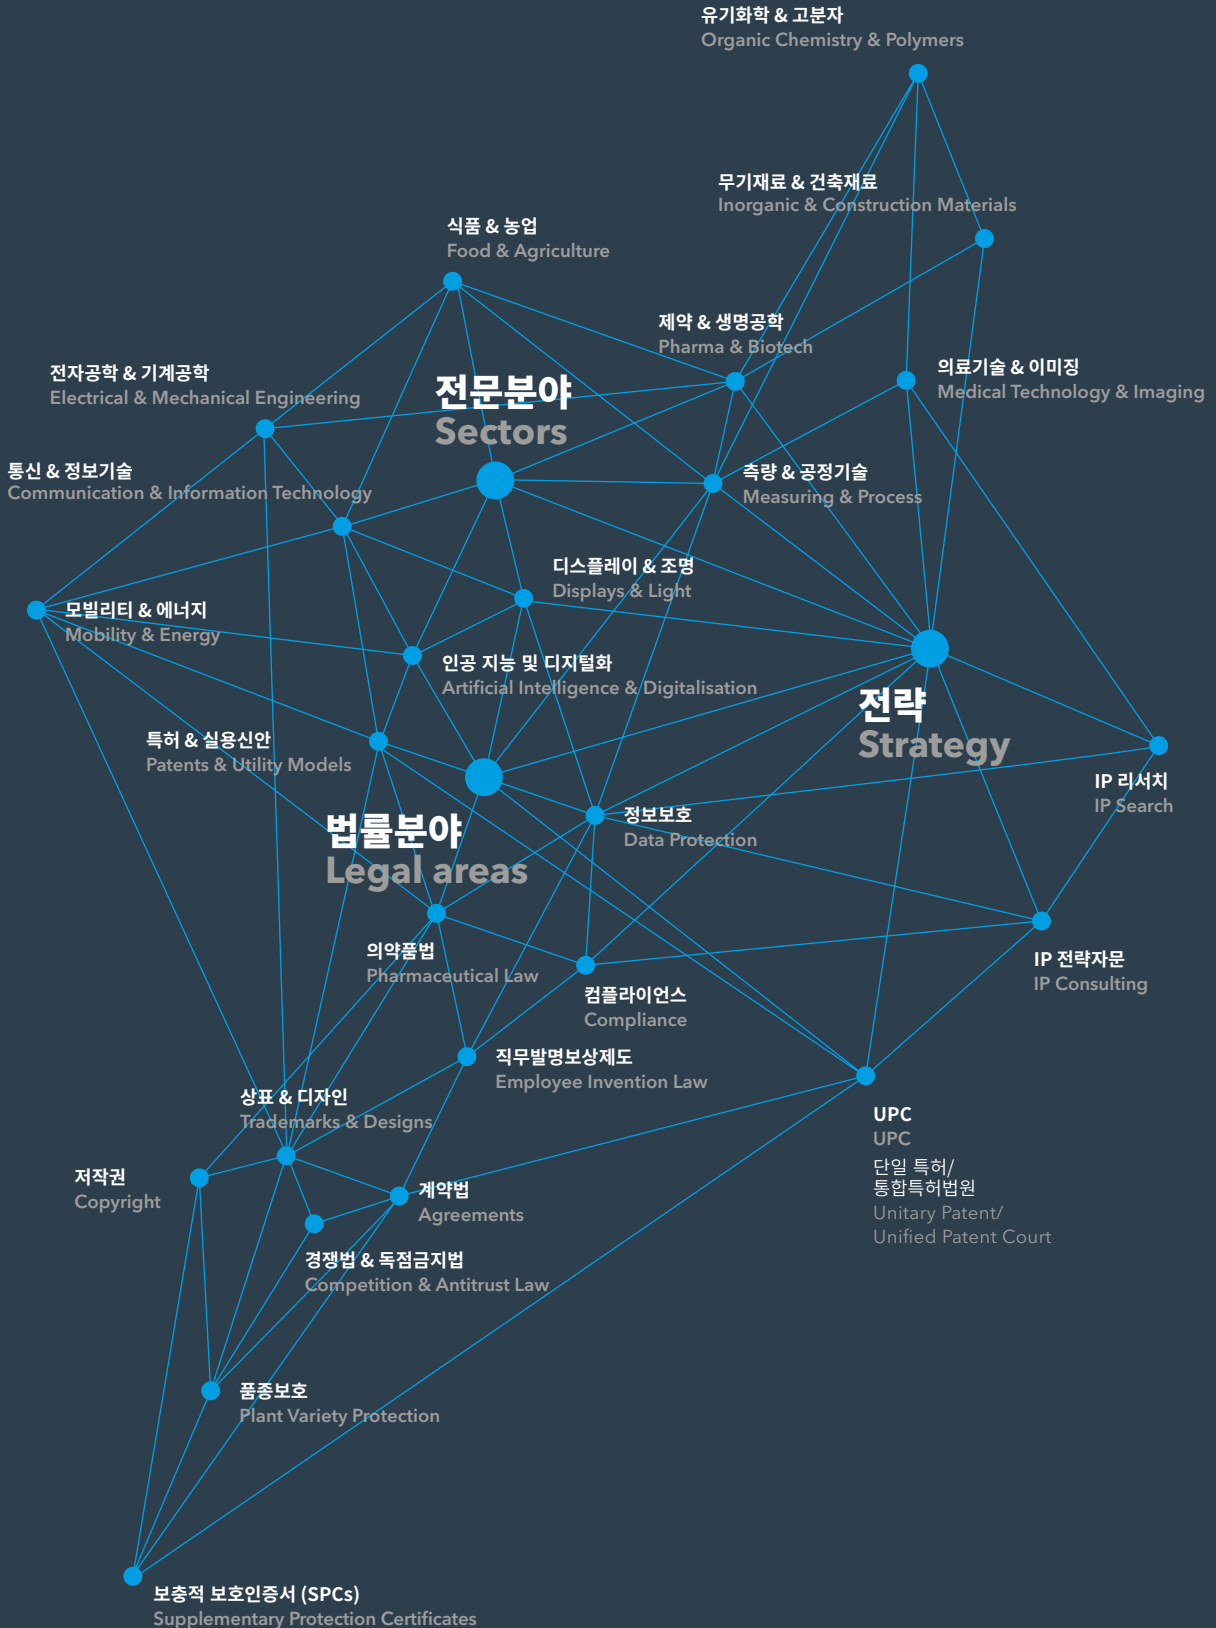 유기화학 & 고분자
Organic Chemistry & Polymers
무기재료 & 건축재료
Inorganic & Construction Materials
식품 & 농업
Food & Agriculture
제약 & 생명공학
Pharma & Biotech
의료기술 & 이미징
Medical Technology & Imaging
전자공학 & 기계공학
Electrical & Mechanical Engineering
전문분야
Sectors
통신 & 정보기술
Communication & Information Technology
측량 & 공정기술
Measuring & Process
디스플레이 & 조명
Displays & Light
모빌리티 & 에너지
Mobility & Energy
인공 지능 및 디지털화
Artificial Intelligence & Digitalisation
전략
Strategy
특허 & 실용신안
Patents & Utility Models
IP 리서치
IP Search
법률분야
Legal areas
정보보호
Data Protection
의약품법
Pharmaceutical Law
IP 전략자문
IP Consulting
컴플라이언스
Compliance
직무발명보상제도
Employee Invention Law
상표 & 디자인
Trademarks & Designs
UPC
UPC
단일 특허/
통합특허법원
Unitary Patent/
Unified Patent Court
저작권
Copyright
계약법
Agreements
경쟁법 & 독점금지법
Competition & Antitrust Law
품종보호
Plant Variety Protection
보충적 보호인증서 (SPCs)
Supplementary Protection Certificates